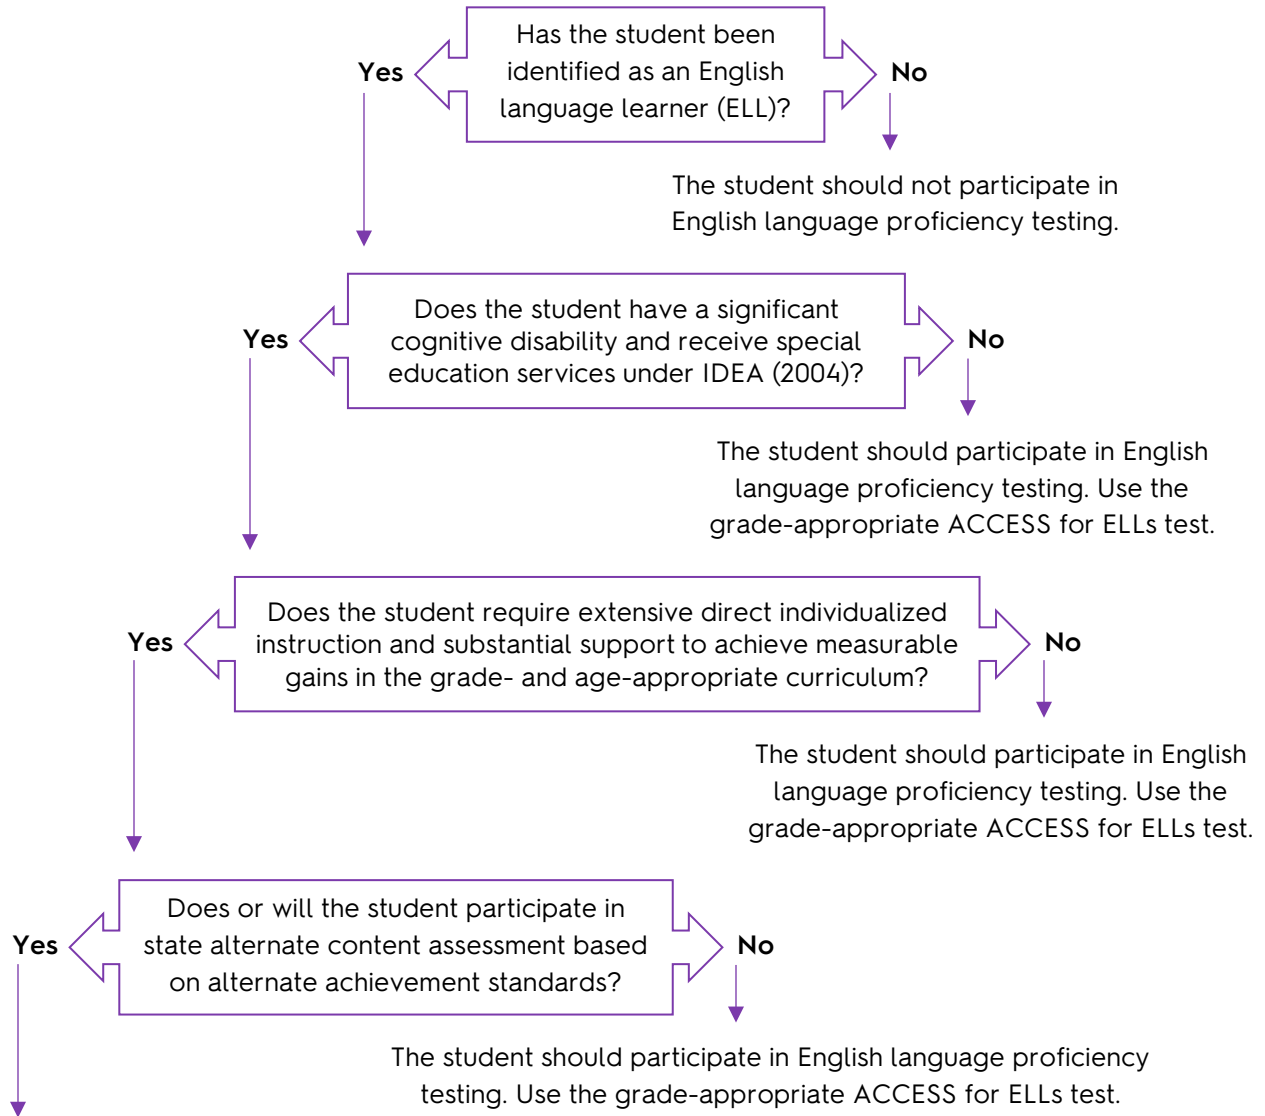 Has the student been
identified as an English
language learner (ELL)?
Yes
No
The student should not participate in
English language proficiency testing.
Does the student have a significant
cognitive disability and receive special
education services under IDEA (2004)?
Yes
No
The student should participate in English
language proficiency testing. Use the
grade-appropriate ACCESS for ELLs test.
Does the student require extensive direct individualized
instruction and substantial support to achieve measurable
gains in the grade- and age-appropriate curriculum?
Yes
No
The student should participate in English
language proficiency testing. Use the
grade-appropriate ACCESS for ELLs test.
Does or will the student participate in
state alternate content assessment based
on alternate achievement standards?
Yes
No
The student should participate in English language proficiency
testing. Use the grade-appropriate ACCESS for ELLs test.